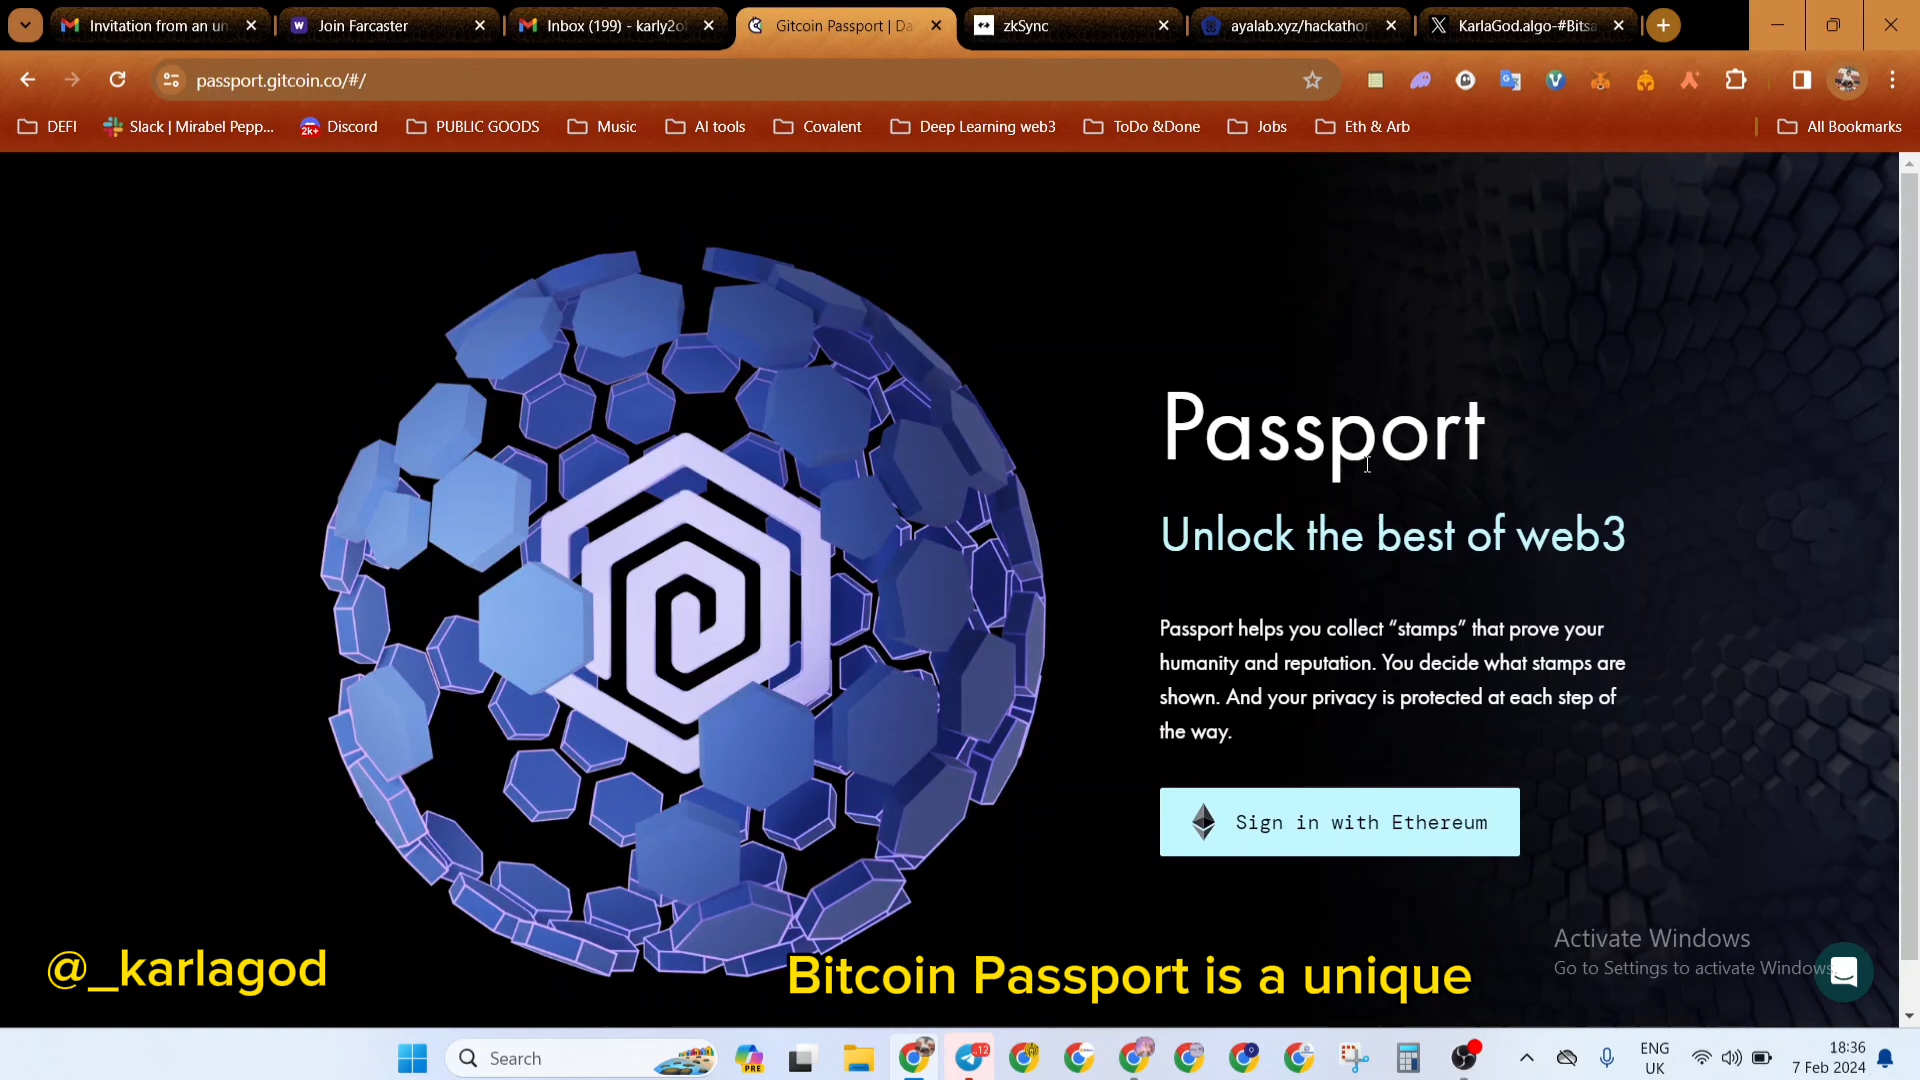 Invitation from an un
Join Farcaster
Inbox (199) - karly2ol
Gitcoin Passport | Da
zkSync
ayalab.xyz/hackathor
KarlaGod.algo-#Bitsa
passport.gitcoin.co/#/
DEFI
Slack | Mirabel Pepp...
2k+
Discord
PUBLIC GOODS
Music
AI tools
Covalent
Deep Learning web3
ToDo &Done
Jobs
Eth & Arb
All Bookmarks
Passport
Unlock the best of web3
Passport helps you collect “stamps” that prove your
humanity and reputation. You decide what stamps are
shown. And your privacy is protected at each step of
the way.
Sign in with Ethereum
Activate Windows
Go to Settings to activate Windows.
@_karlagod
Bitcoin Passport is a unique
Search
PRE
12
ENG
UK
18:36
7 Feb 2024